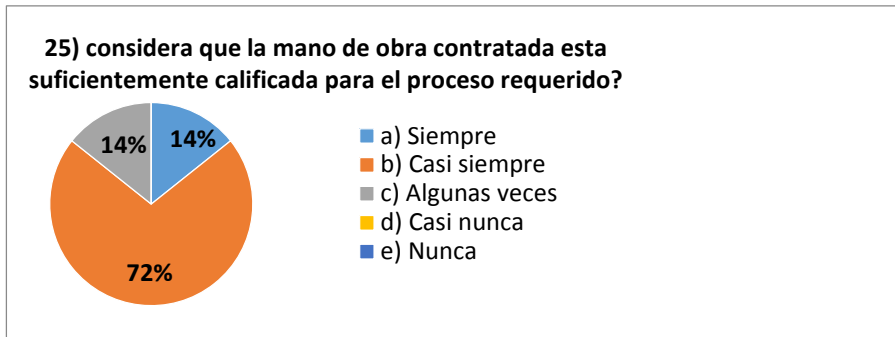 25) considera que la mano de obra contratada esta
suficientemente calificada para el proceso requerido?
14%
14%
72%
a) Siempre
b) Casi siempre
c) Algunas veces
d) Casi nunca
e) Nunca